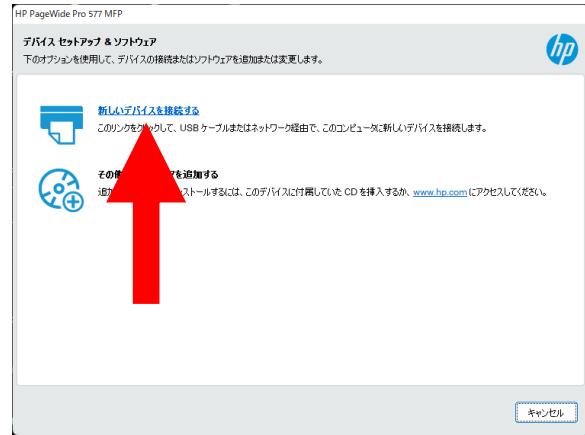 HP PageWide Pro 577 MFP
デバイス セットアップ & ソフトウェア
下のオプションを使用して、デバイスの接続またはソフトウェアを追加または変更します。
hp
新しいデバイスを接続する
このリンクをクリックして、USB ケーブルまたはネットワーク経由で、このコンピュータに新しいデバイスを接続します。
その他 を追加する
追加 ストールするには、このデバイスに付属していた CD を挿入するか、www.hp.com にアクセスしてください。
キャンセル